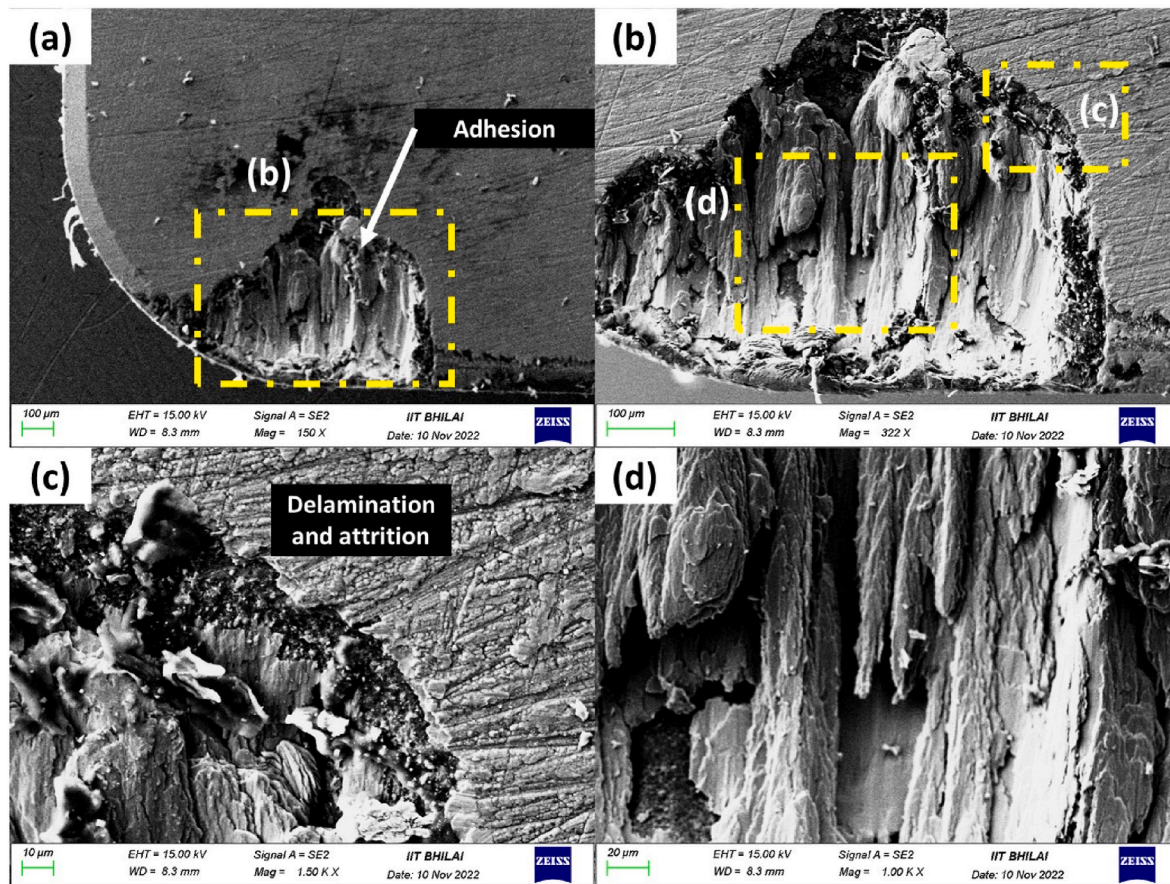 (a)
Adhesion
(b)
100 µm
EHT = 15.00 kV
WD = 8.3 mm
Signal A = SE2
Mag = 150 X
IIT BHILAI
Date: 10 Nov 2022
ZEISS
(b)
(c)
(d)
100 µm
EHT = 15.00 kV
WD = 8.3 mm
Signal A = SE2
Mag = 322 X
IIT BHILAI
Date: 10 Nov 2022
ZEISS
(c)
Delamination
and attrition
10 µm
EHT = 15.00 kV
WD = 8.3 mm
Signal A = SE2
Mag = 1.50 K X
IIT BHILAI
Date: 10 Nov 2022
ZEISS
(d)
20 µm
EHT = 15.00 kV
WD = 8.3 mm
Signal A = SE2
Mag = 1.00 K X
IIT BHILAI
Date: 10 Nov 2022
ZEISS